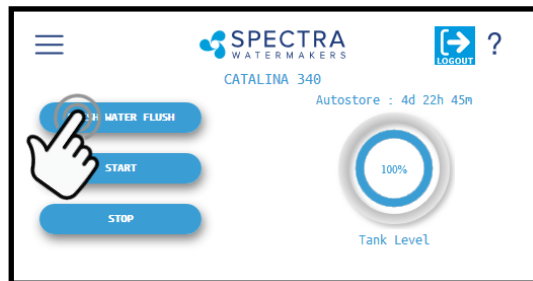 SPECTRA
WATERMAKERS
LOGOUT
?
CATALINA 340
Autostore : 4d 22h 45m
WATER FLUSH
START
100%
STOP
Tank Level